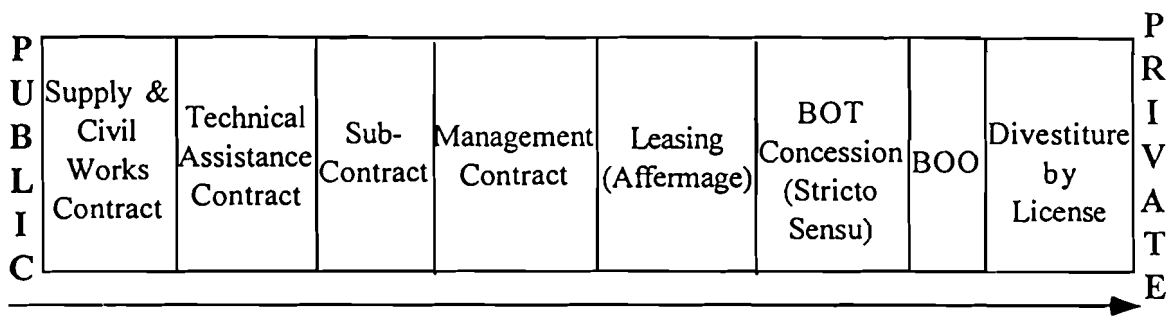 PUBLIC
Supply &
Civil
Works
Contract
Technical
Assistance
Contract
Sub-
Contract
Management
Contract
Leasing
(Affermage)
BOT
Concession
(Stricto
Sensu)
BOO
Divestiture
by
License
PRIVATE